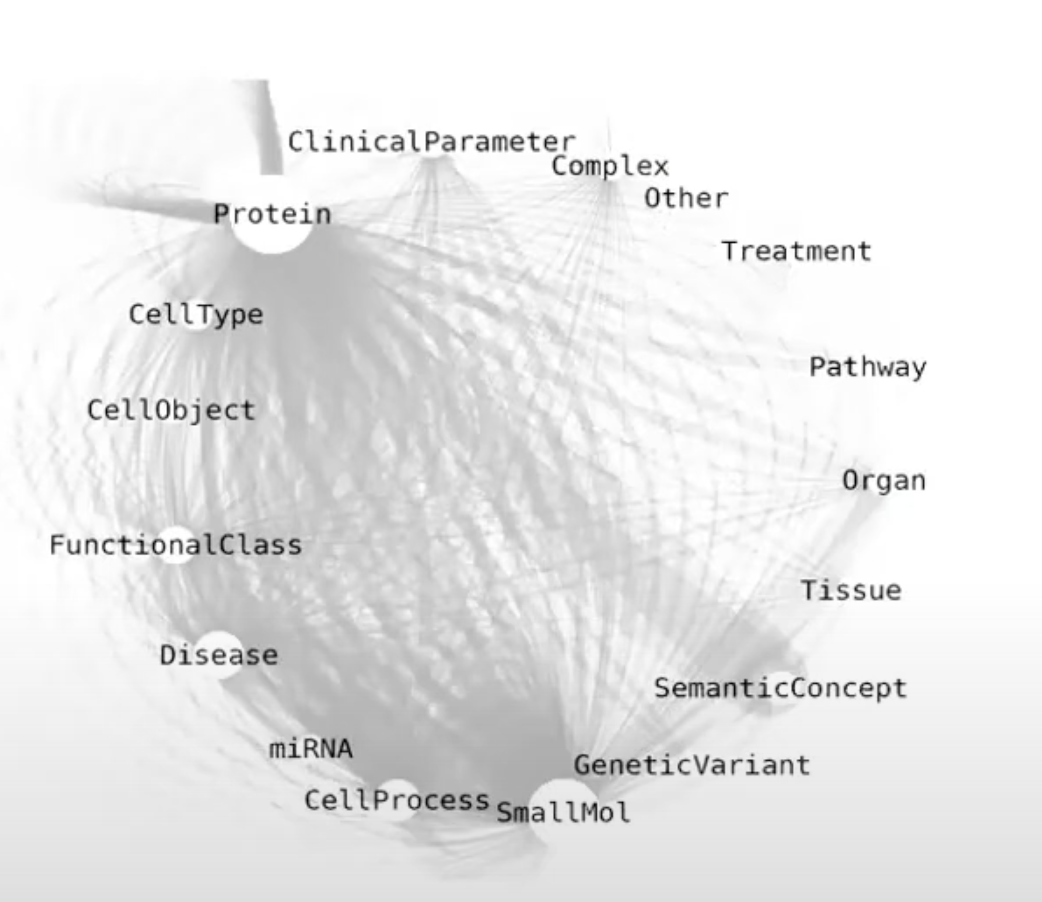 ClinicalParameter
Complex
Other
Protein
Treatment
CellType
Pathway
CellObject
Organ
FunctionalClass
Tissue
Disease
SemanticConcept
miRNA
GeneticVariant
CellProcess
SmallMol